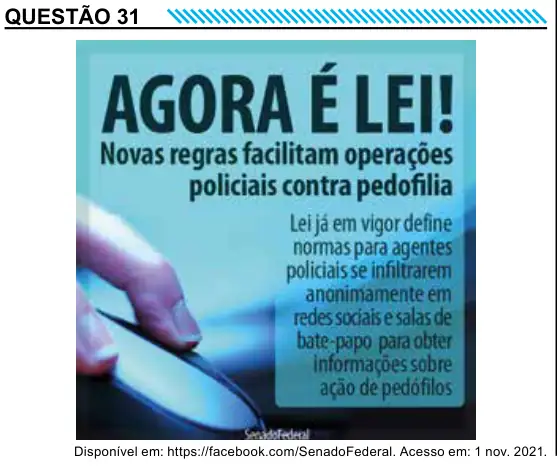 QUESTÃO 31
AGORA É LEI!
Novas regras facilitam operações
policiais contra pedofilia
Lei já em vigor define
normas para agentes
policiais se infiltrarem
anonimamente em
redes sociais e salas de
bate-papo para obter
informações sobre
ação de pedófilos
SenadoFederal
Disponível em: https://facebook.com/SenadoFederal. Acesso em: 1 nov. 2021.